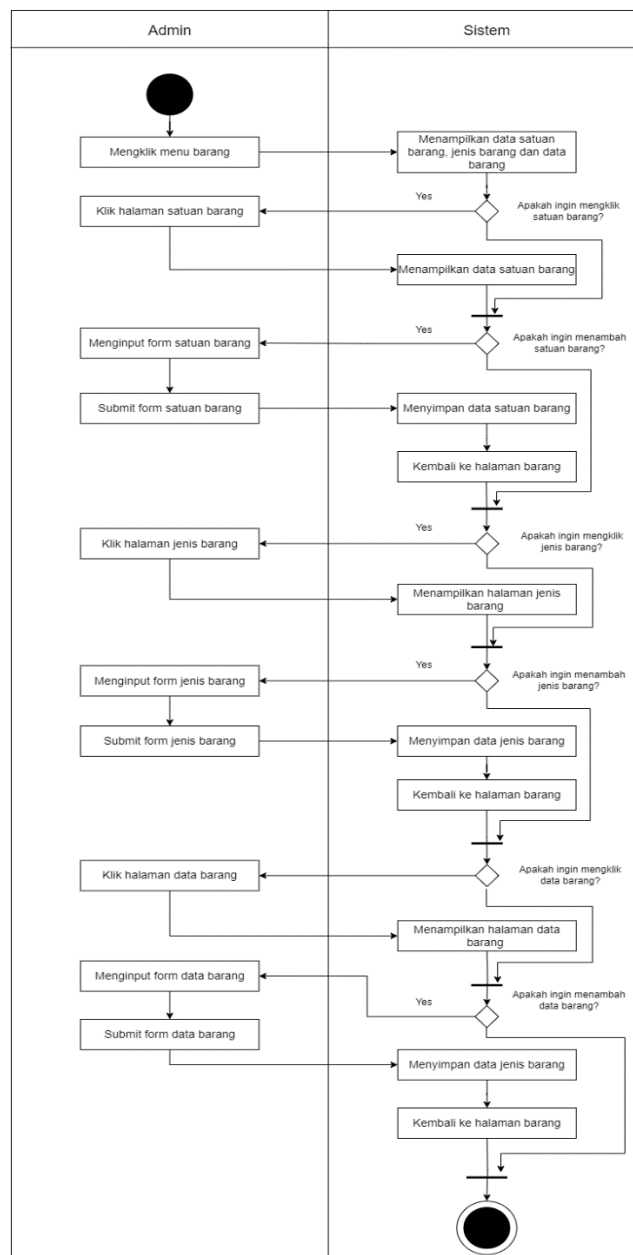 Admin
Sistem
Mengklik menu barang
Menampilkan data satuan
barang, jenis barang dan data
barang
Yes
Apakah ingin mengklik
satuan barang?
Klik halaman satuan barang
Menampilkan data satuan barang
Yes
Apakah ingin menambah
satuan barang?
Menginput form satuan barang
Submit form satuan barang
Menyimpan data satuan barang
Kembali ke halaman barang
Yes
Apakah ingin mengklik
jenis barang?
Klik halaman jenis barang
Menampilkan halaman jenis
barang
Yes
Apakah ingin menambah
jenis barang?
Menginput form jenis barang
Submit form jenis barang
Menyimpan data jenis barang
Kembali ke halaman barang
Yes
Apakah ingin mengklik
data barang?
Klik halaman data barang
Menampilkan halaman data
barang
Menginput form data barang
Yes
Apakah ingin menambah
data barang?
Submit form data barang
Menyimpan data jenis barang
Kembali ke halaman barang